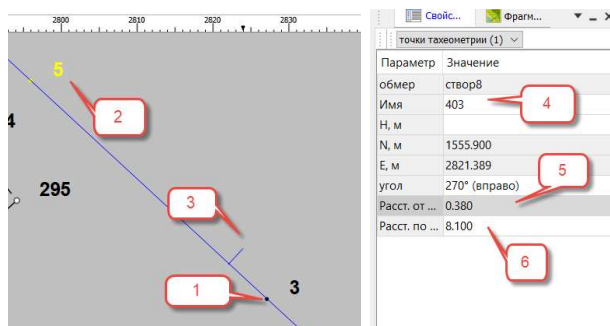 2800 2810 2820 2830
5
2
4
295
3
3
1
Свойс... Фрагм...
точки тахеометрии (1)
Параметр Значение
обмер створ8
Имя 403
4
H, м
N, м 1555.900
5
E, м 2821.389
угол 270° (вправо)
Расст. от ... 0.380
Расст. по ... 8.100
6